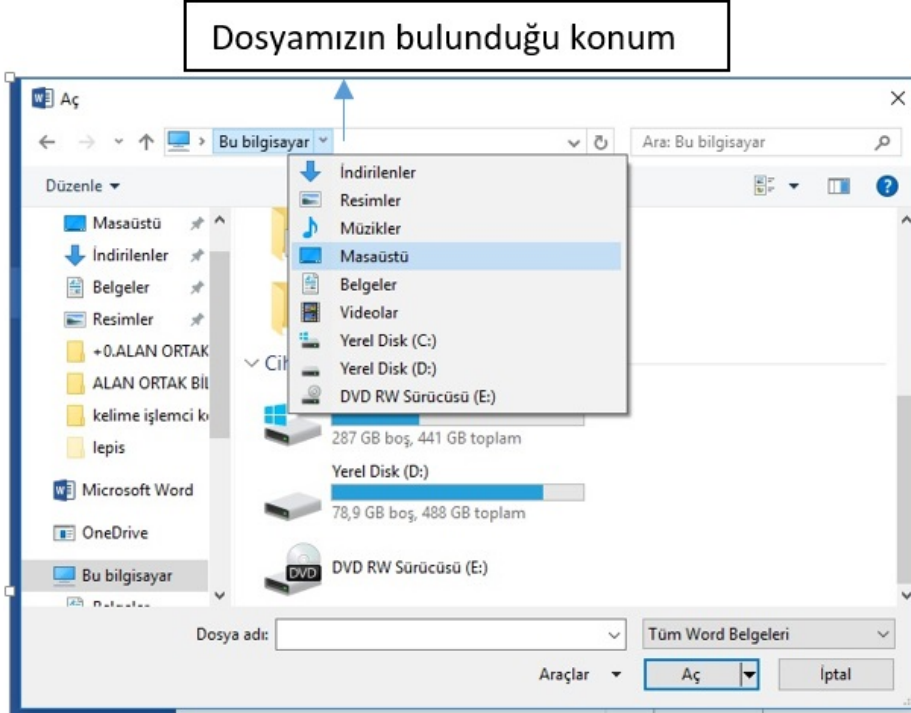 Dosyamızın bulunduğu konum
Aç
Bu bilgisayar
Ara: Bu bilgisayar
Düzenle
İndirilenler
Resimler
Müzikler
Masaüstü
Belgeler
Videolar
Yerel Disk (C:)
Yerel Disk (D:)
DVD RW Sürücüsü (E:)
Masaüstü
İndirilenler
Belgeler
Resimler
+0.ALAN ORTAK
ALAN ORTAK BİL
kelime işlemci k
lepis
Microsoft Word
OneDrive
Bu bilgisayar
Cih
287 GB boş, 441 GB toplam
Yerel Disk (D:)
78,9 GB boş, 488 GB toplam
DVD
DVD RW Sürücüsü (E:)
Dosya adı:
Tüm Word Belgeleri
Araçlar
Aç
İptal